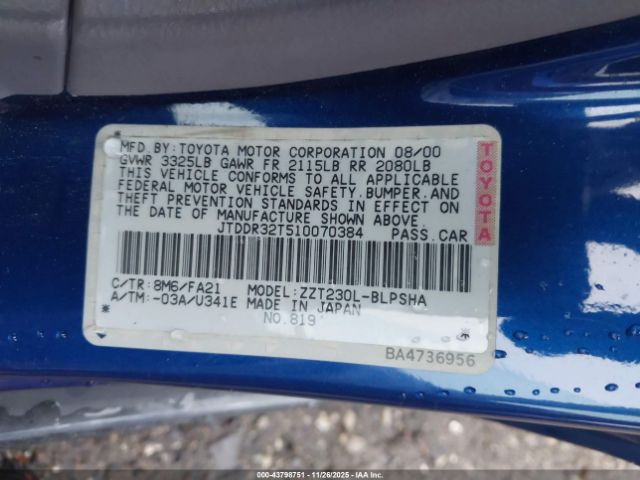 MFD.BY:TOYOTA MOTOR CORPORATION 08/00
GVWR 3325LB GAWR FR 2115LB RR 2080LB
THIS VEHICLE CONFORMS TO ALL APPLICABLE
FEDERAL MOTOR VEHICLE SAFETY,BUMPER,AND
THEFT PREVENTION STANDARDS IN EFFECT ON
THE DATE OF MANUFACTURE SHOWN ABOVE.
JTDDR32T510070384 PASS.CAR
C/TR:8M6/FA21 MODEL:ZZT230L-BLPSHA
A/TM:-03A/U341E MADE IN JAPAN
NO.819
BA4736956
TOYOTA
000-43798751 - 11/26/2025 - IAAI.COM